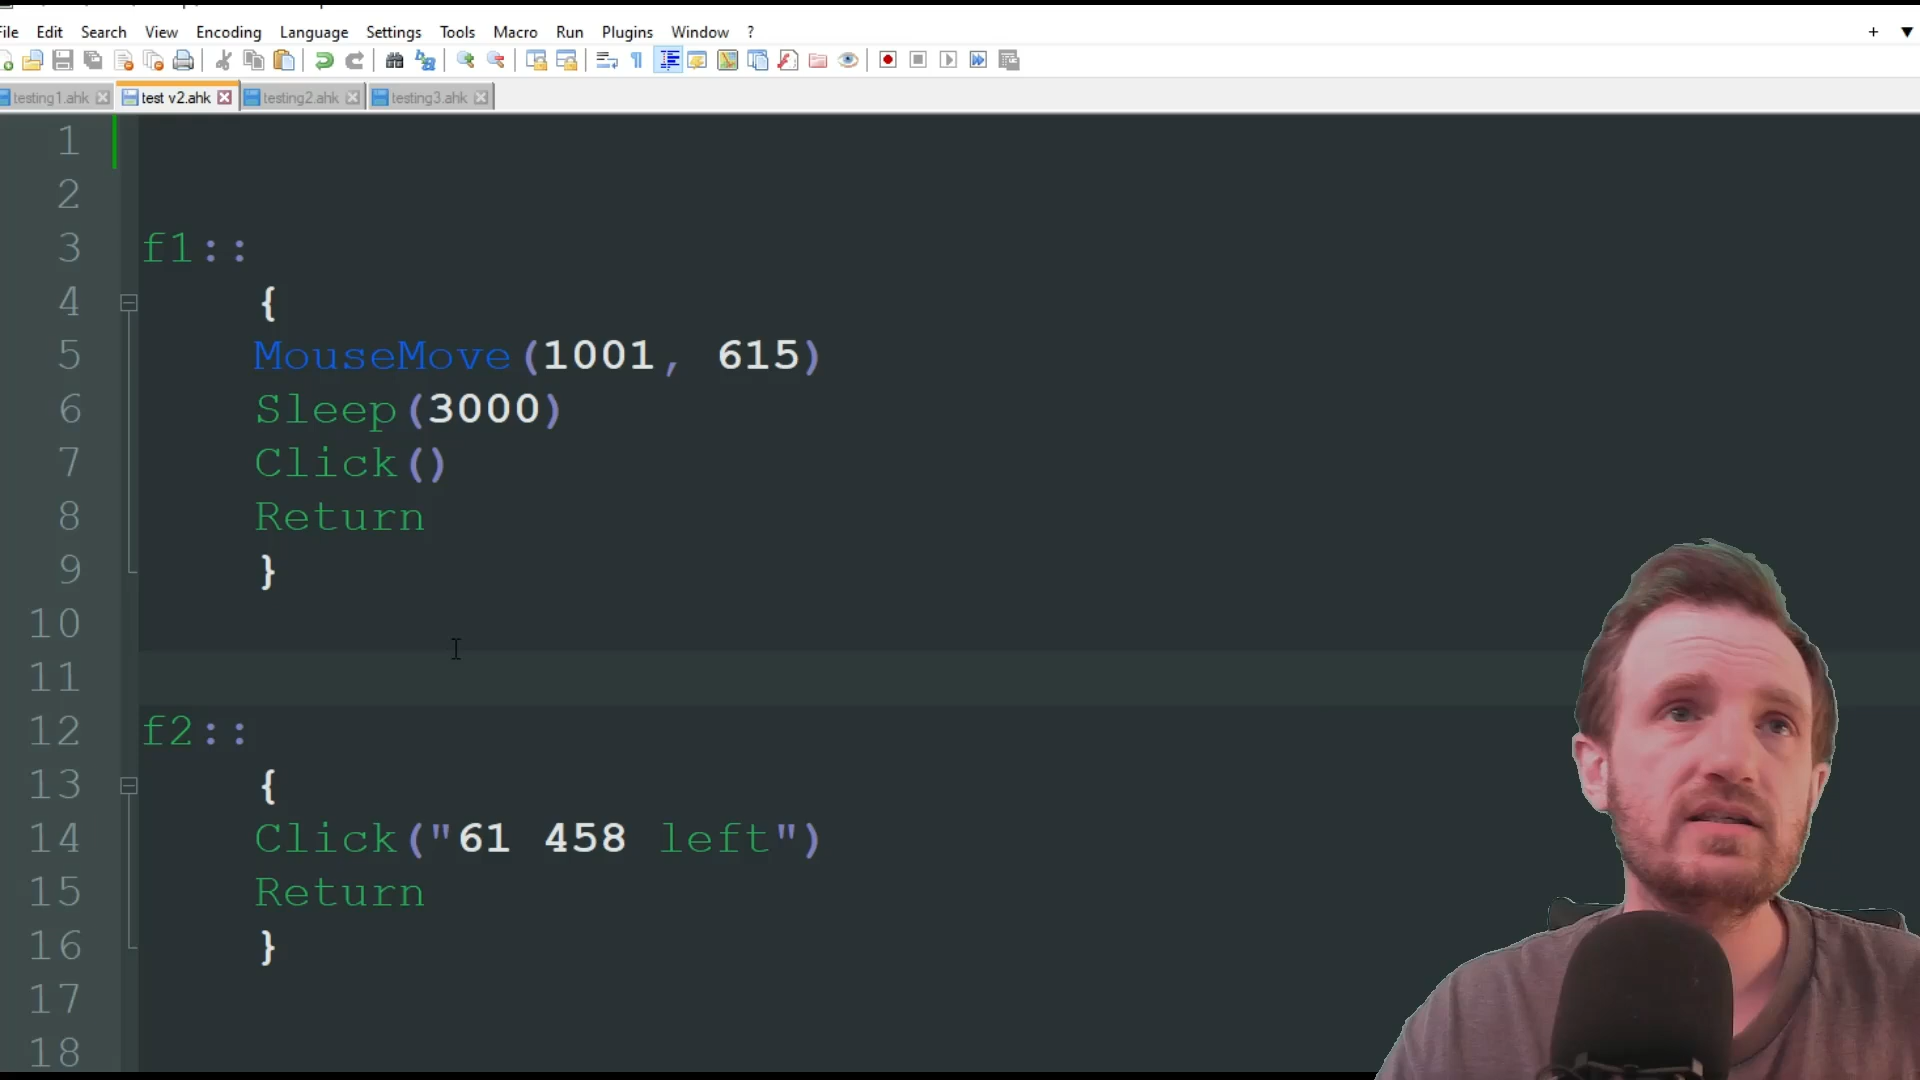 File Edit Search View Encoding Language Settings Tools Macro Run Plugins Window ? + ▼
testing1.ahk test v2.ahk testing2.ahk testing3.ahk
1
2
3 f1::
4 {
5 MouseMove(1001, 615)
6 Sleep(3000)
7 Click()
8 Return
9 }
10
11
12 f2::
13 {
14 Click("61 458 left")
15 Return
16 }
17
18